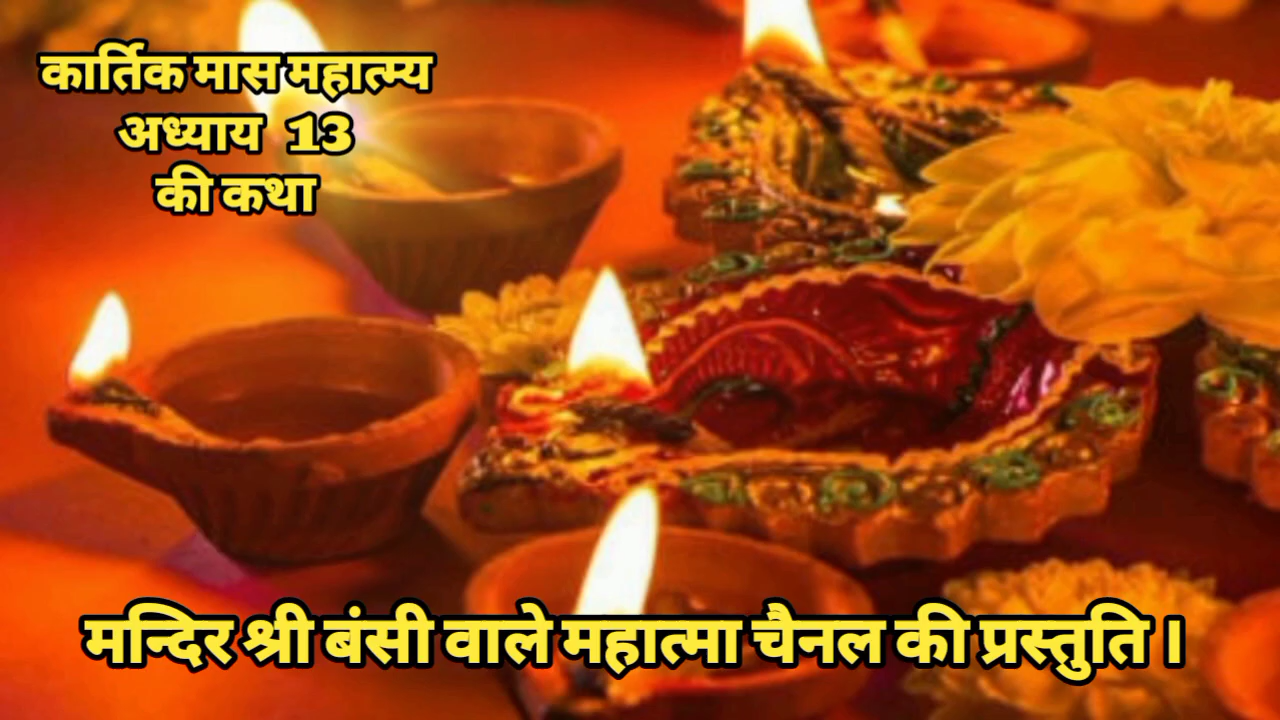 कार्तिक मास महात्म्य
अध्याय 13
की कथा
मन्दिर श्री बंसी वाले महात्मा चैनल की प्रस्तुति ।